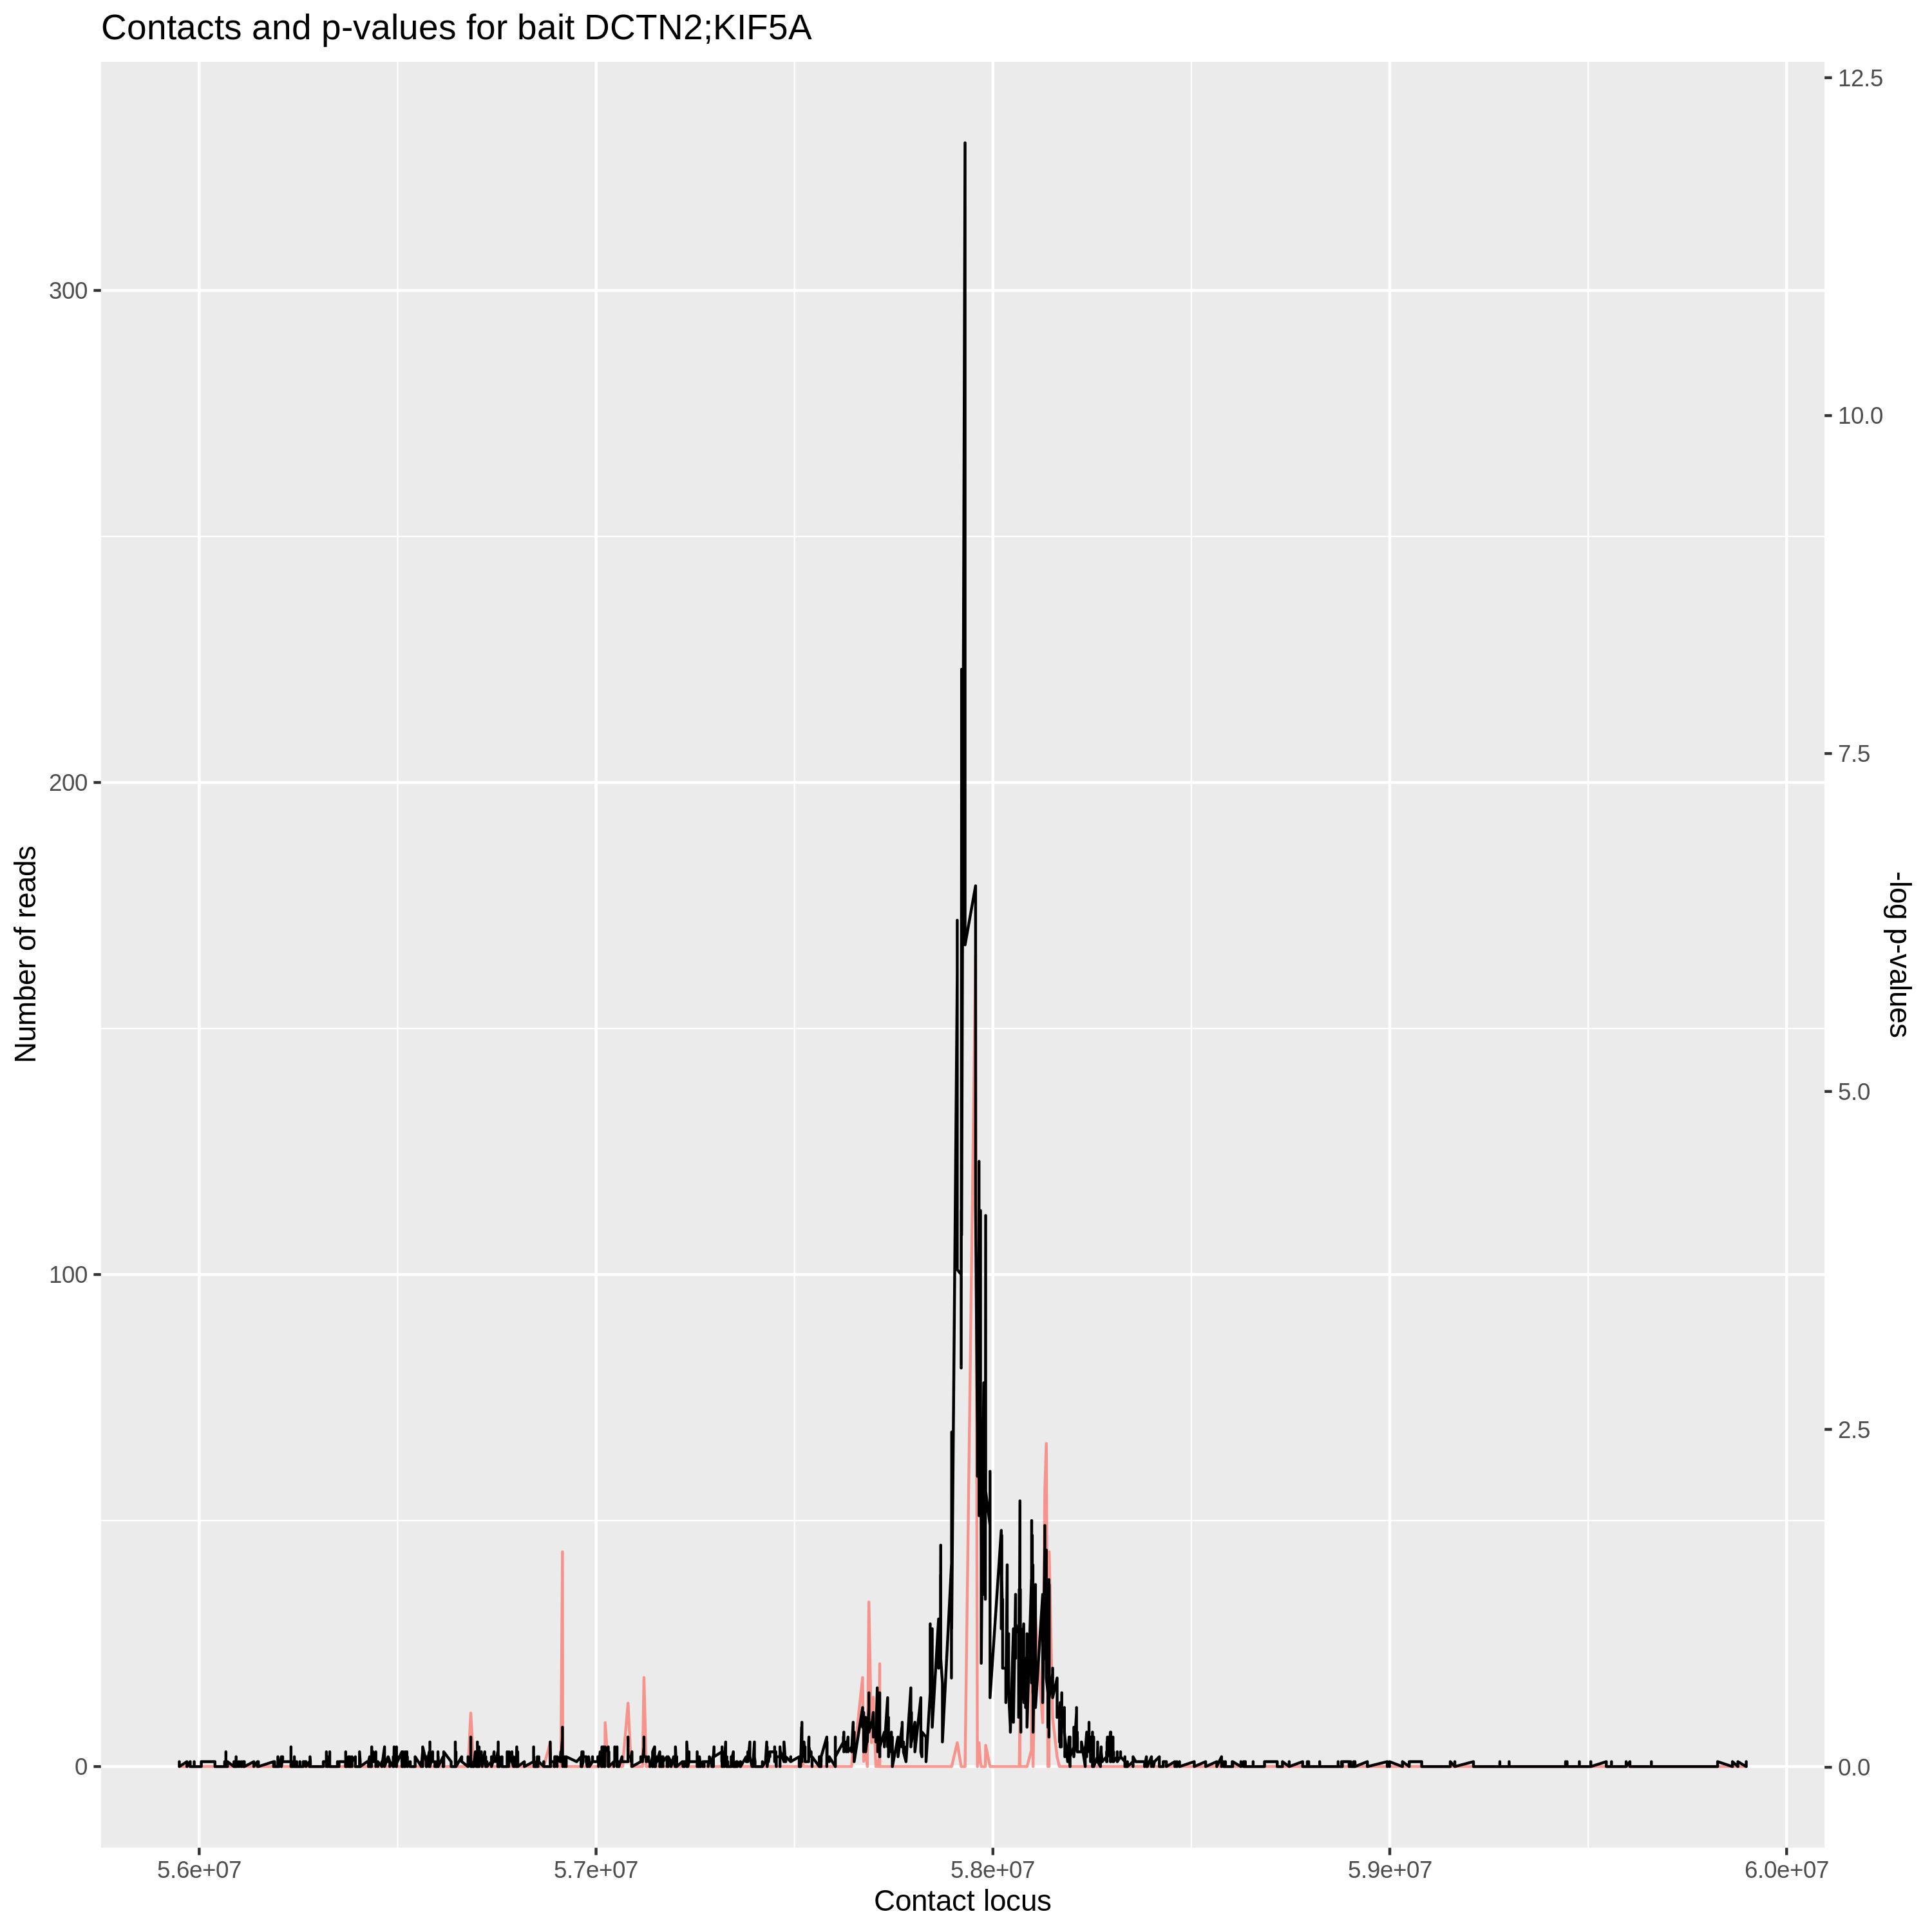 Contacts and p-values for bait DCTN2;KIF5A
Number of reads
300
200
100
0
12.5
10.0
7.5
5.0
2.5
0.0
-log p-values
5.6e+07 5.7e+07 5.8e+07 5.9e+07 6.0e+07
Contact locus